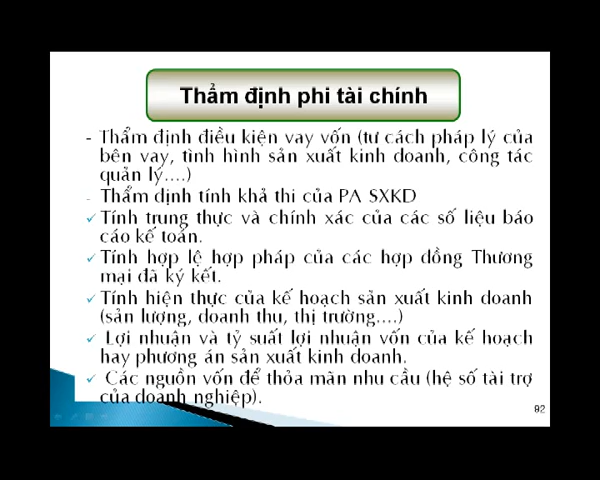 Thẩm định phi tài chính
- Thẩm định điều kiện vay vốn (tư cách pháp lý của
bên vay, tình hình sản xuất kinh doanh, công tác
quản lý....)
- Thẩm định tính khả thi của PA SXKD
✓ Tính trung thực và chính xác của các số liệu báo
cáo kế toán.
✓ Tính hợp lệ hợp pháp của các hợp đồng Thương
mại đã ký kết.
✓ Tính hiện thực của kế hoạch sản xuất kinh doanh
(sản lượng, doanh thu, thị trường....)
✓ Lợi nhuận và tỷ suất lợi nhuận vốn của kế hoạch
hay phương án sản xuất kinh doanh.
✓ Các nguồn vốn để thỏa mãn nhu cầu (hệ số tài trợ
của doanh nghiệp).
92